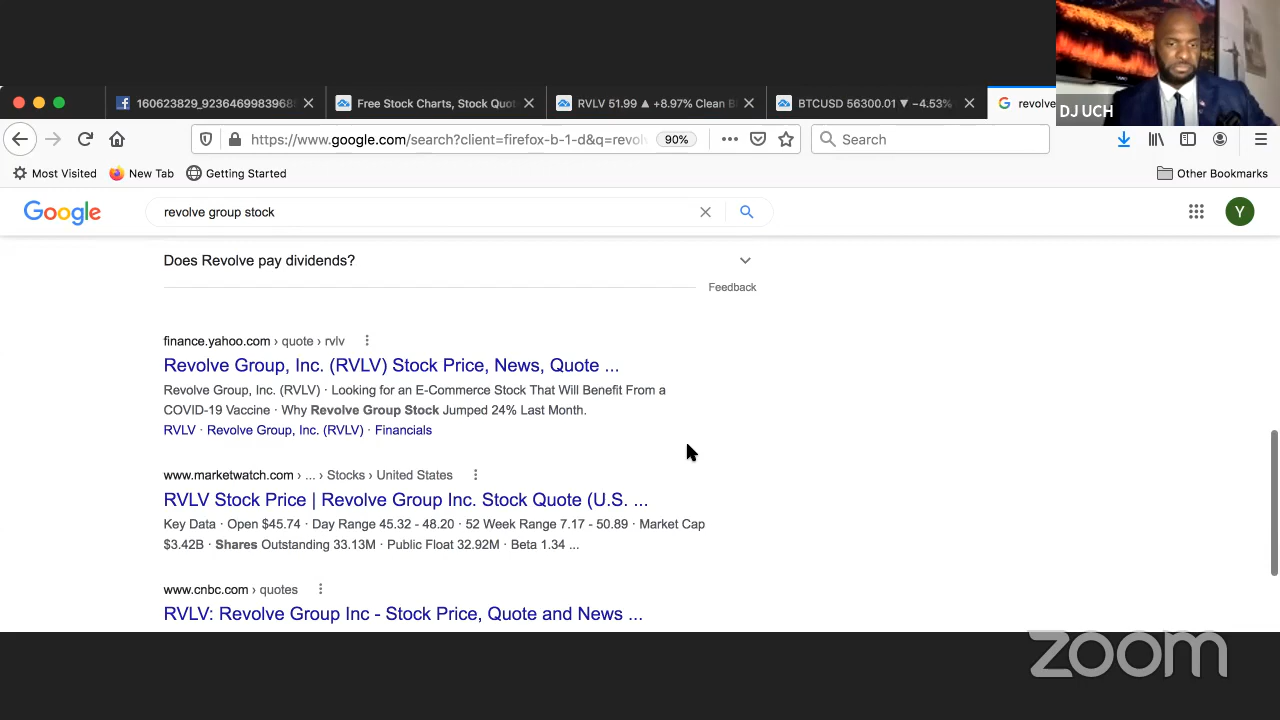 DJ UCH
160623829_923646998396
Free Stock Charts, Stock Quot
RVLV 51.99 ▲ +8.97% Clean B
BTCUSD 56300.01 ▼ −4.53%
revolve
https://www.google.com/search?client=firefox-b-1-d&q=revol
90%
Search
Most Visited
New Tab
Getting Started
Other Bookmarks
Google
revolve group stock
Y
Does Revolve pay dividends?
Feedback
finance.yahoo.com › quote › rvlv
Revolve Group, Inc. (RVLV) Stock Price, News, Quote ...
Revolve Group, Inc. (RVLV) · Looking for an E-Commerce Stock That Will Benefit From a
COVID-19 Vaccine · Why Revolve Group Stock Jumped 24% Last Month.
RVLV · Revolve Group, Inc. (RVLV) · Financials
www.marketwatch.com › ... › Stocks › United States
RVLV Stock Price | Revolve Group Inc. Stock Quote (U.S. ...
Key Data · Open $45.74 · Day Range 45.32 - 48.20 · 52 Week Range 7.17 - 50.89 · Market Cap
$3.42B · Shares Outstanding 33.13M · Public Float 32.92M · Beta 1.34 ...
www.cnbc.com › quotes
RVLV: Revolve Group Inc - Stock Price, Quote and News ...
zoom